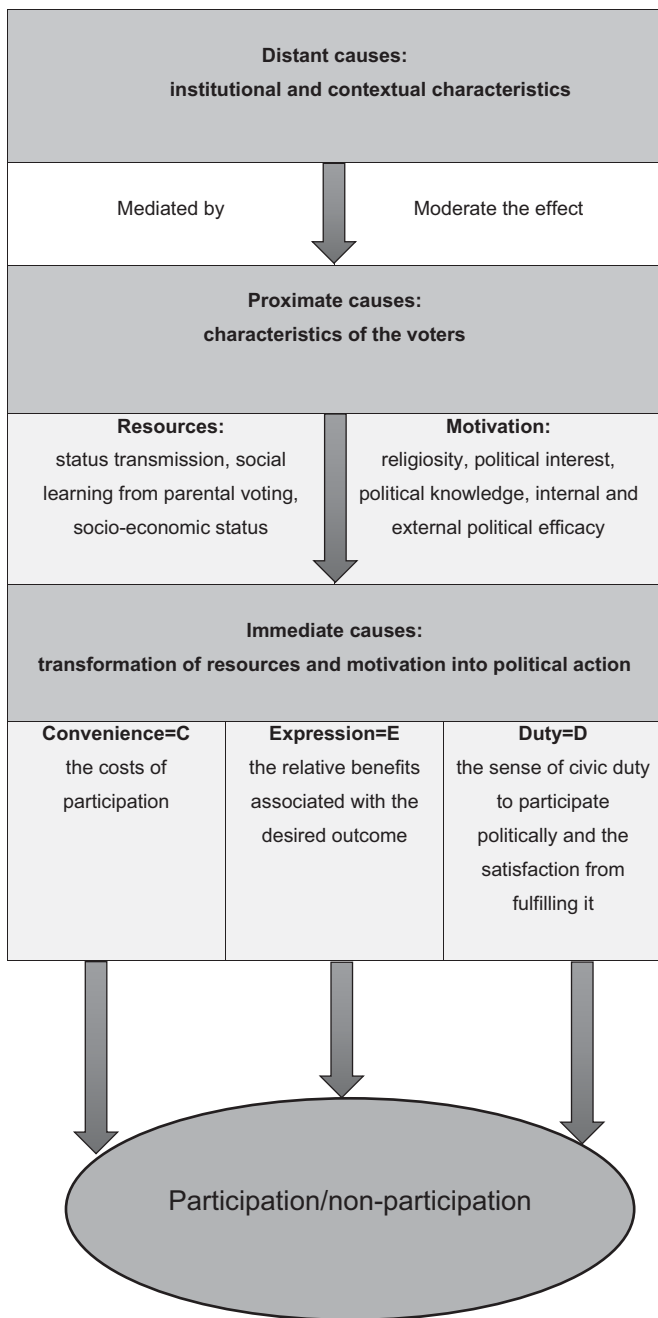 Distant causes:
institutional and contextual characteristics
Mediated by
Moderate the effect
Proximate causes:
characteristics of the voters
Resources:
status transmission, social
learning from parental voting,
socio-economic status
Motivation:
religiosity, political interest,
political knowledge, internal and
external political efficacy
Immediate causes:
transformation of resources and motivation into political action
Convenience=C
the costs of
participation
Expression=E
the relative benefits
associated with the
desired outcome
Duty=D
the sense of civic duty
to participate
politically and the
satisfaction from
fulfilling it
Participation/non-participation